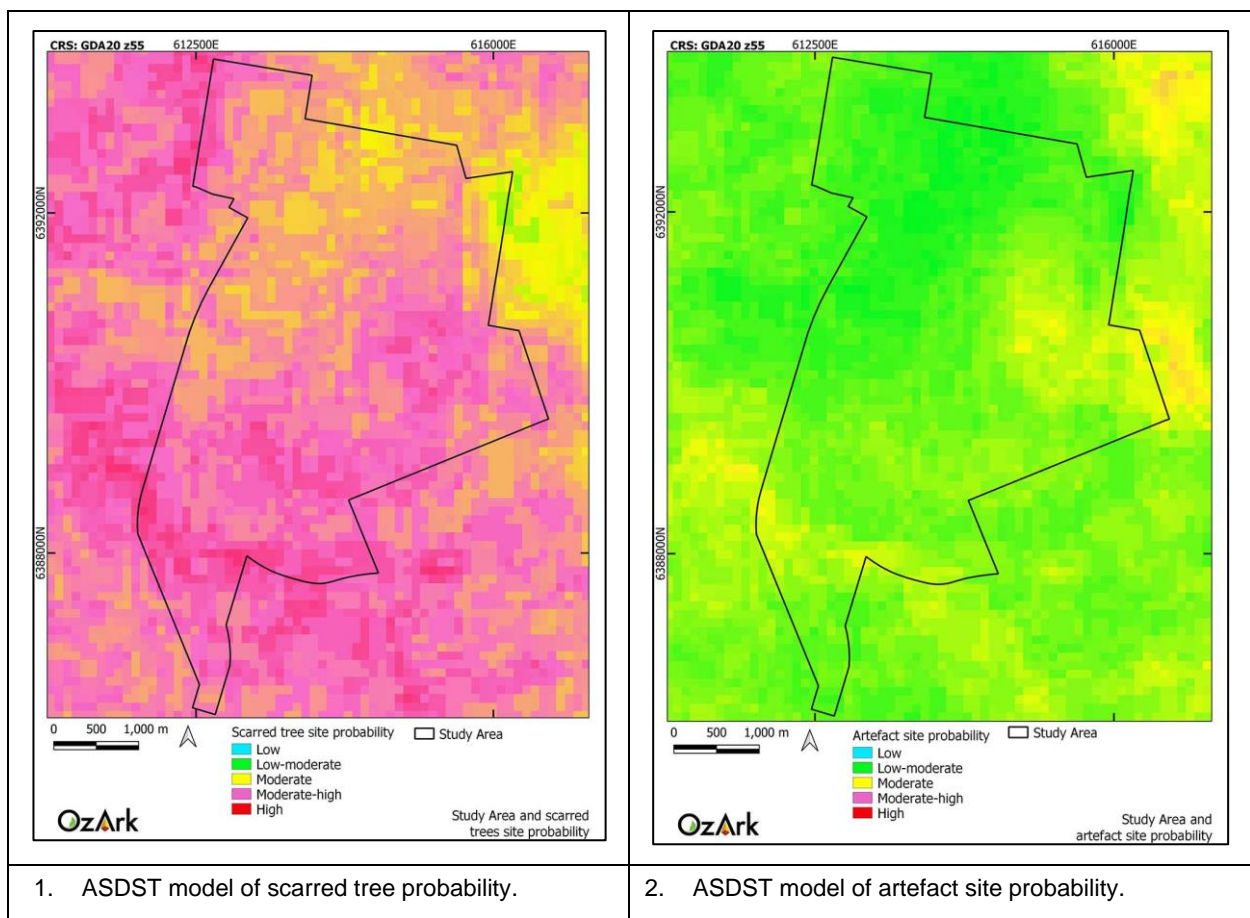 CRS: GDA20 z55
612500E
616000E
6392000N
6388000N
0 500 1,000 m
Scarred tree site probability
Low
Low-moderate
Moderate
Moderate-high
High
Study Area
OzArk
Study Area and scarred
trees site probability
1. ASDST model of scarred tree probability.
CRS: GDA20 z55
612500E
616000E
6392000N
6388000N
0 500 1,000 m
Artefact site probability
Low
Low-moderate
Moderate
Moderate-high
High
Study Area
OzArk
Study Area and
artefact site probability
2. ASDST model of artefact site probability.